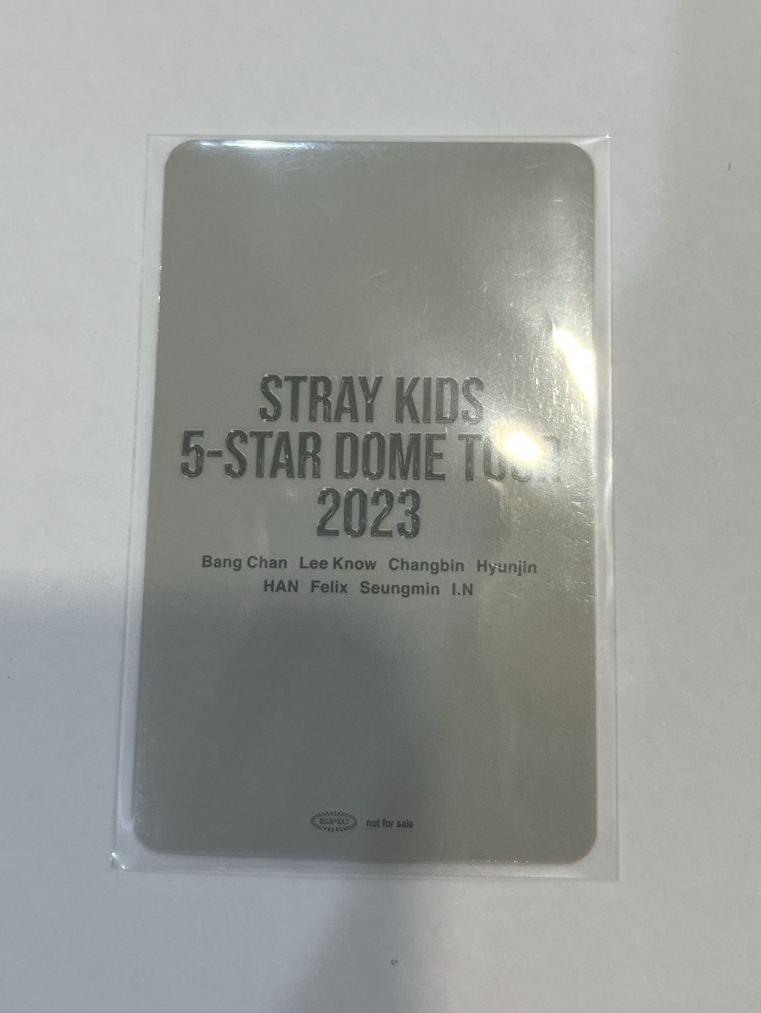 STRAY KIDS
5-STAR DOME TOUR
2023
Bang Chan Lee Know Changbin Hyunjin
HAN Felix Seungmin I.N
EPIC not for sale